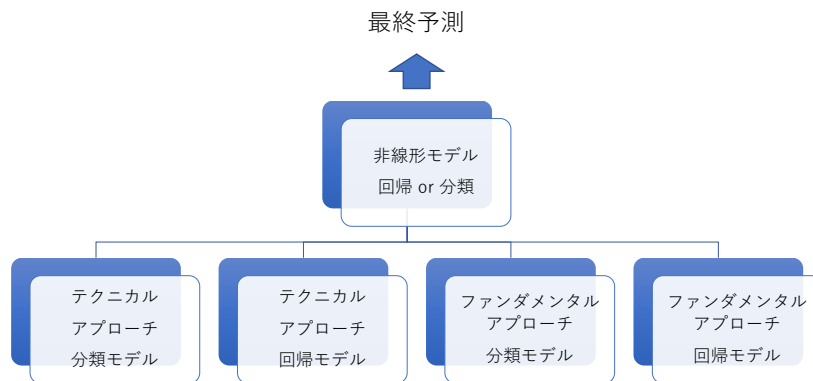 最終予測
非線形モデル
回帰 or 分類
テクニカル
アプローチ
分類モデル
テクニカル
アプローチ
回帰モデル
ファンダメンタル
アプローチ
分類モデル
ファンダメンタル
アプローチ
回帰モデル